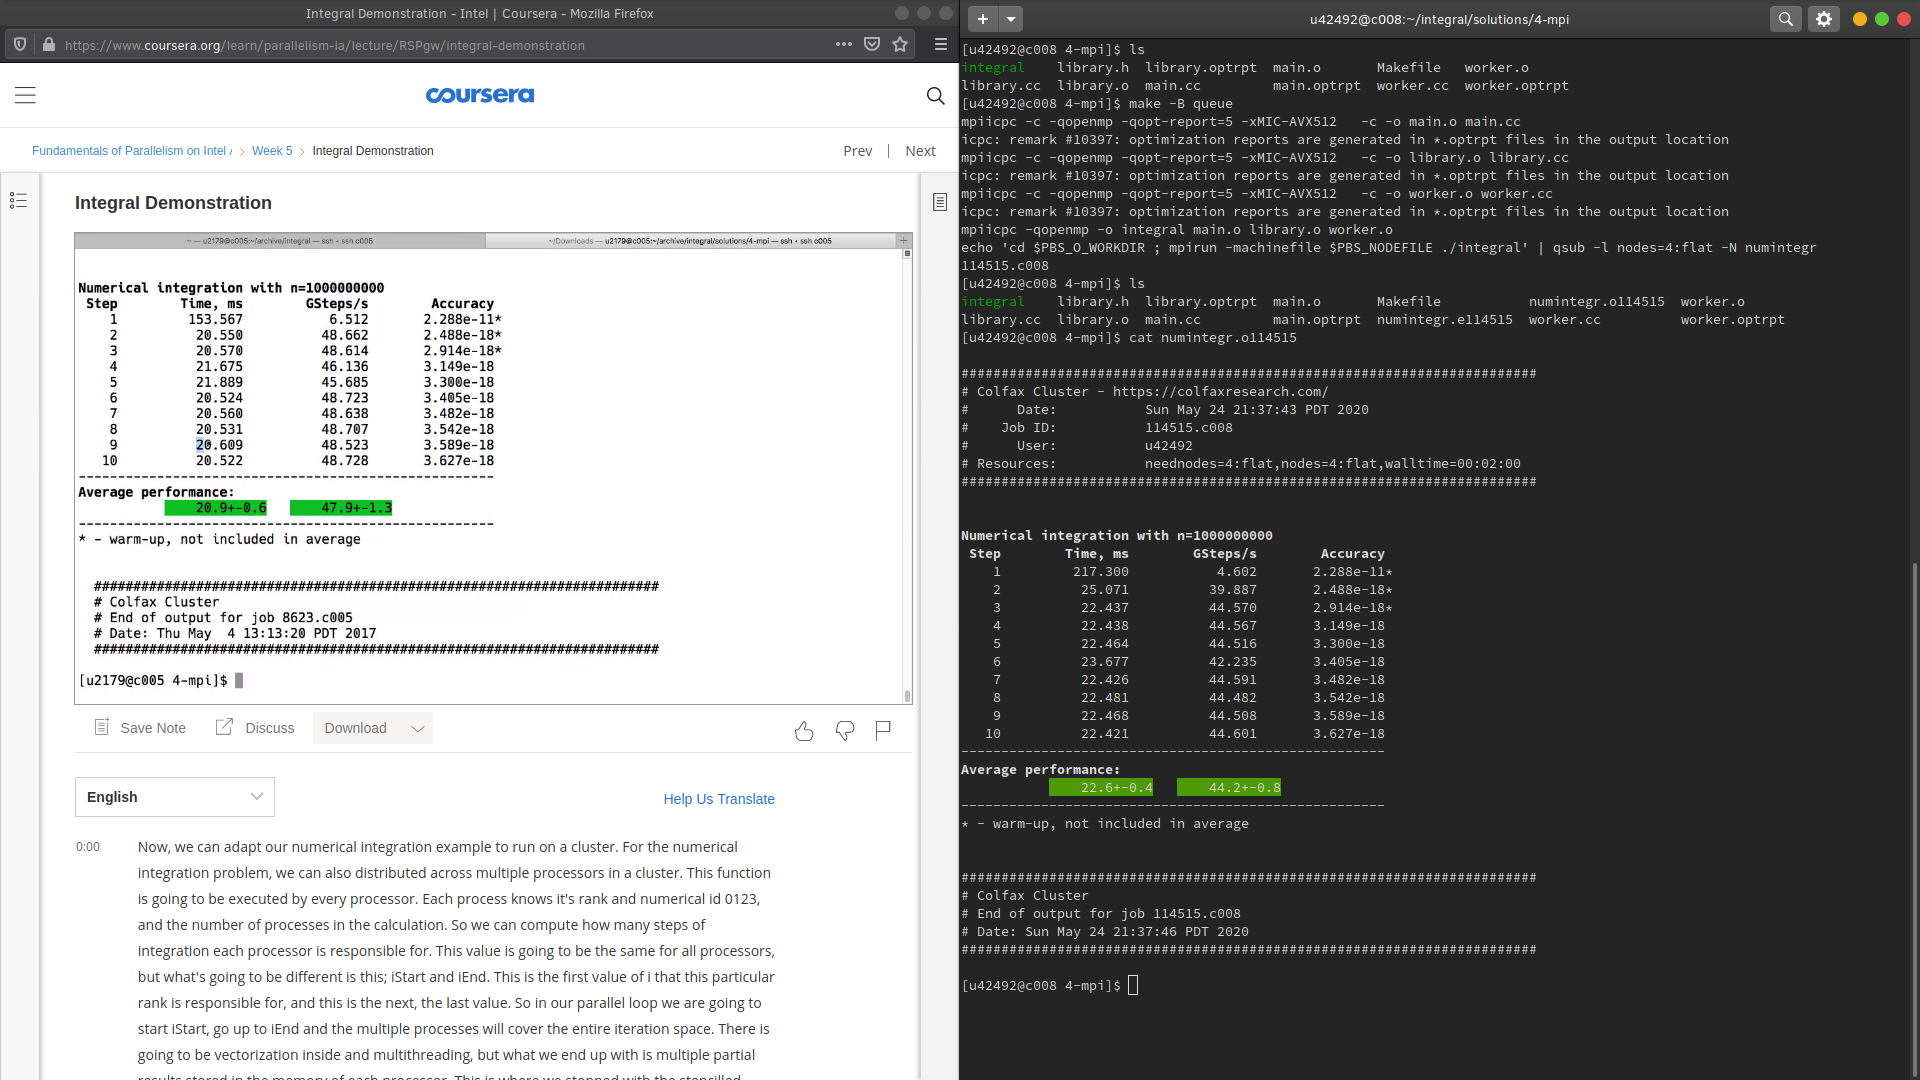 Integral Demonstration - Intel | Coursera - Mozilla Firefox
https://www.coursera.org/learn/parallelism-ia/lecture/RSPgw/integral-demonstration
coursera
Fundamentals of Parallelism on Intel > Week 5 > Integral Demonstration
Prev | Next
Integral Demonstration
~ — u2179@c005:~/archive/integral — ssh • ssh c005
~/Downloads — u2179@c005:~/archive/integral/solutions/4-mpi — ssh • ssh c005
Numerical integration with n=1000000000
Step Time, ms GSteps/s Accuracy
1 153.567 6.512 2.288e-11*
2 20.550 48.662 2.488e-18*
3 20.570 48.614 2.914e-18*
4 21.675 46.136 3.149e-18
5 21.889 45.685 3.300e-18
6 20.524 48.723 3.405e-18
7 20.560 48.638 3.482e-18
8 20.531 48.707 3.542e-18
9 20.609 48.523 3.589e-18
10 20.522 48.728 3.627e-18
-----------------------------------------------------
Average performance:
20.9+-0.6 47.9+-1.3
-----------------------------------------------------
* - warm-up, not included in average
########################################################################
# Colfax Cluster
# End of output for job 8623.c005
# Date: Thu May  4 13:13:20 PDT 2017
########################################################################
[u2179@c005 4-mpi]$
Save Note
Discuss
Download
English
Help Us Translate
0:00
Now, we can adapt our numerical integration example to run on a cluster. For the numerical
integration problem, we can also distributed across multiple processors in a cluster. This function
is going to be executed by every processor. Each process knows it's rank and numerical id 0123,
and the number of processes in the calculation. So we can compute how many steps of
integration each processor is responsible for. This value is going to be the same for all processors,
but what's going to be different is this; iStart and iEnd. This is the first value of i that this particular
rank is responsible for, and this is the next, the last value. So in our parallel loop we are going to
start iStart, go up to iEnd and the multiple processes will cover the entire iteration space. There is
going to be vectorization inside and multithreading, but what we end up with is multiple partial
results stored in the memory of each processor. This is where we stopped with the stencilled
u42492@c008:~/integral/solutions/4-mpi
[u42492@c008 4-mpi]$ ls
integral library.h library.optrpt main.o Makefile worker.o
library.cc library.o main.cc main.optrpt worker.cc worker.optrpt
[u42492@c008 4-mpi]$ make -B queue
mpiicpc -c -qopenmp -qopt-report=5 -xMIC-AVX512   -c -o main.o main.cc
icpc: remark #10397: optimization reports are generated in *.optrpt files in the output location
mpiicpc -c -qopenmp -qopt-report=5 -xMIC-AVX512   -c -o library.o library.cc
icpc: remark #10397: optimization reports are generated in *.optrpt files in the output location
mpiicpc -c -qopenmp -qopt-report=5 -xMIC-AVX512   -c -o worker.o worker.cc
icpc: remark #10397: optimization reports are generated in *.optrpt files in the output location
mpiicpc -qopenmp -o integral main.o library.o worker.o
echo 'cd $PBS_O_WORKDIR ; mpirun -machinefile $PBS_NODEFILE ./integral' | qsub -l nodes=4:flat -N numintegr
114515.c008
[u42492@c008 4-mpi]$ ls
integral library.h library.optrpt main.o Makefile numintegr.o114515 worker.o
library.cc library.o main.cc main.optrpt numintegr.e114515 worker.cc worker.optrpt
[u42492@c008 4-mpi]$ cat numintegr.o114515
########################################################################
# Colfax Cluster - https://colfaxresearch.com/
# Date: Sun May 24 21:37:43 PDT 2020
# Job ID: 114515.c008
# User: u42492
# Resources: neednodes=4:flat,nodes=4:flat,walltime=00:02:00
########################################################################
Numerical integration with n=1000000000
Step Time, ms GSteps/s Accuracy
1 217.300 4.602 2.288e-11*
2 25.071 39.887 2.488e-18*
3 22.437 44.570 2.914e-18*
4 22.438 44.567 3.149e-18
5 22.464 44.516 3.300e-18
6 23.677 42.235 3.405e-18
7 22.426 44.591 3.482e-18
8 22.481 44.482 3.542e-18
9 22.468 44.508 3.589e-18
10 22.421 44.601 3.627e-18
-----------------------------------------------------
Average performance:
22.6+-0.4 44.2+-0.8
-----------------------------------------------------
* - warm-up, not included in average
########################################################################
# Colfax Cluster
# End of output for job 114515.c008
# Date: Sun May 24 21:37:46 PDT 2020
########################################################################
[u42492@c008 4-mpi]$